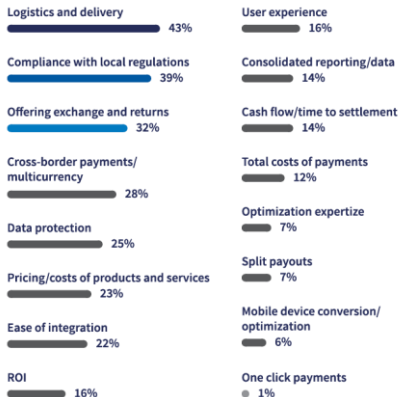 Logistics and delivery
43%
Compliance with local regulations
39%
Offering exchange and returns
32%
Cross-border payments/
multicurrency
28%
Data protection
25%
Pricing/costs of products and services
23%
Ease of integration
22%
ROI
16%
User experience
16%
Consolidated reporting/data
14%
Cash flow/time to settlement
14%
Total costs of payments
12%
Optimization expertize
7%
Split payouts
7%
Mobile device conversion/
optimization
6%
One click payments
1%